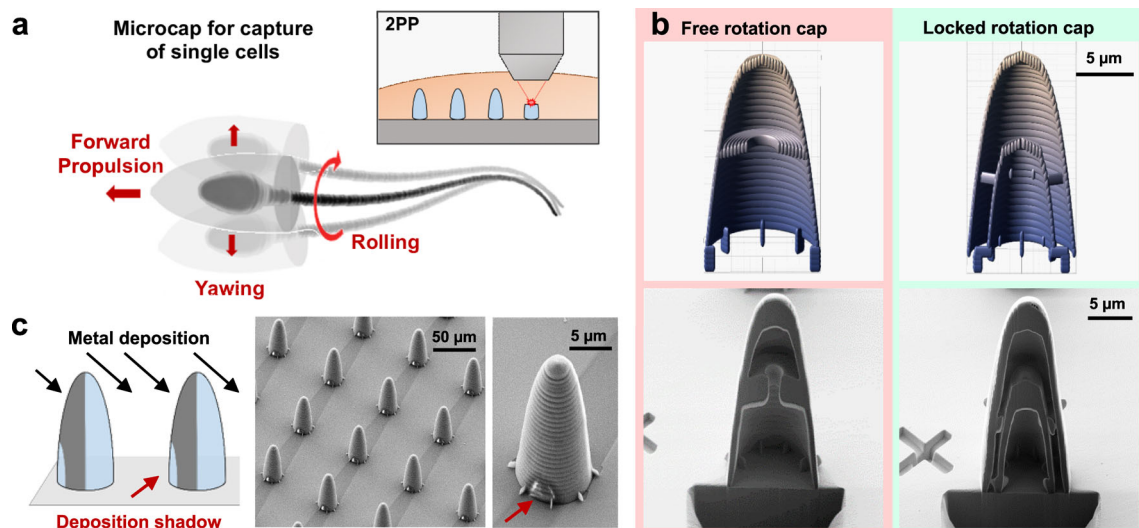 a
Microcap for capture
of single cells
2PP
Forward
Propulsion
Rolling
Yawing
b
Free rotation cap
Locked rotation cap
5 µm
5 µm
c
Metal deposition
Deposition shadow
50 µm
5 µm